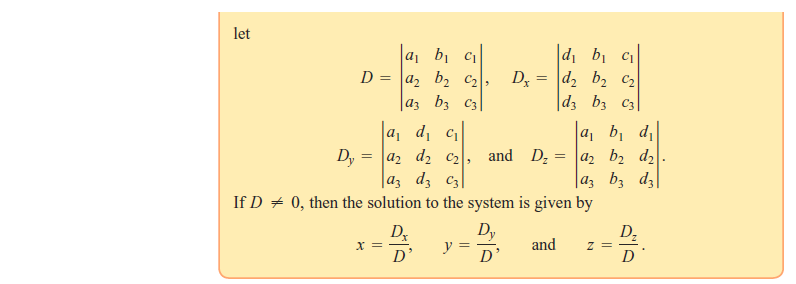 let
D = |a₁ b₁ c₁; a₂ b₂ c₂; a₃ b₃ c₃|, Dₓ = |d₁ b₁ c₁; d₂ b₂ c₂; d₃ b₃ c₃|
D_y = |a₁ d₁ c₁; a₂ d₂ c₂; a₃ d₃ c₃|, and D_z = |a₁ b₁ d₁; a₂ b₂ d₂; a₃ b₃ d₃|.
If D ≠ 0, then the solution to the system is given by
x = Dₓ/D, y = D_y/D, and z = D_z/D.